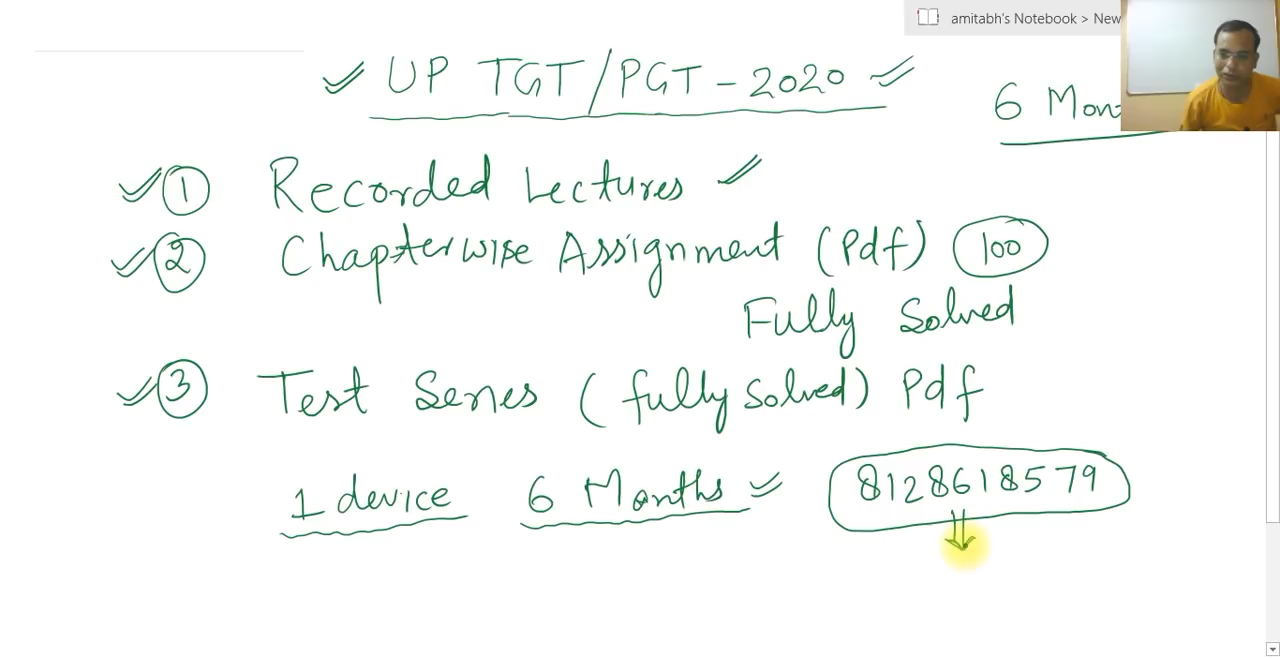 amitabh's Notebook > New
UP TGT/PGT - 2020
6 Mon
1 Recorded Lectures
2 Chapterwise Assignment (Pdf) 100
Fully Solved
3 Test Series (fully solved) Pdf
1 device 6 Months 8128618579